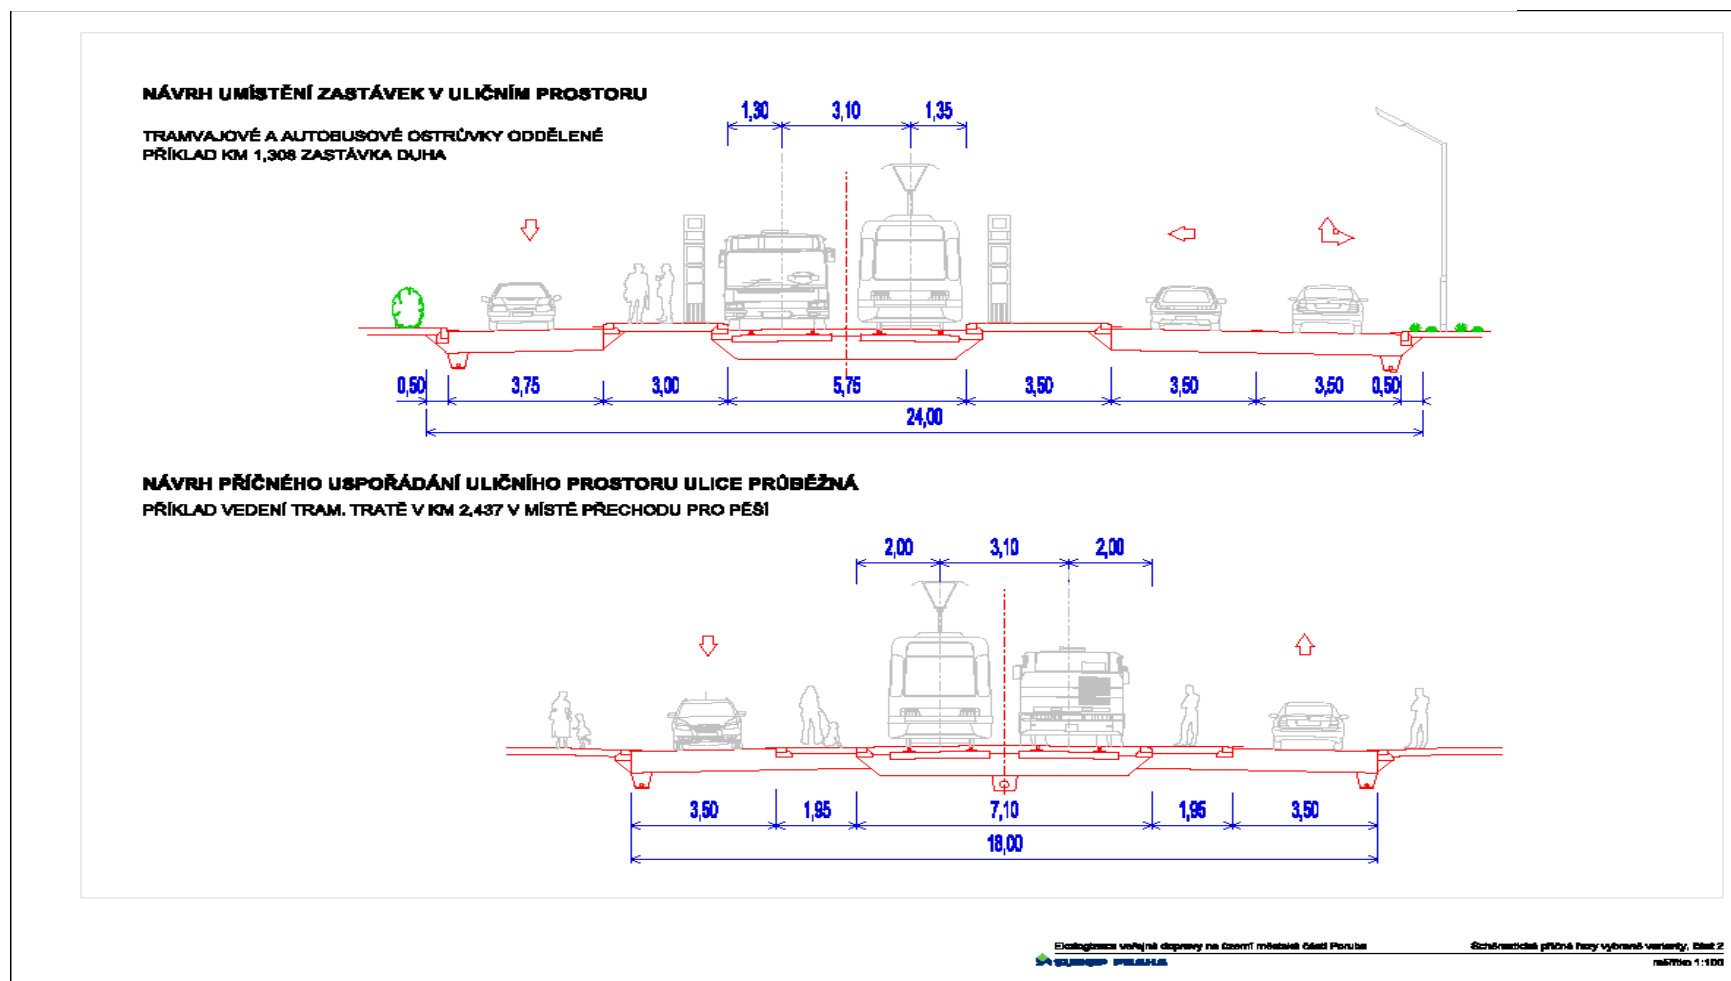 NÁVRH UMÍSTĚNÍ ZASTÁVEK V ULIČNÍM PROSTORU
TRAMVAJOVÉ A AUTOBUSOVÉ OSTRŮVKY ODDĚLENÉ
PŘÍKLAD KM 1,308 ZASTÁVKA DUHA
1,30 3,10 1,35
0,50 3,75 3,00 5,75 3,50 3,50 3,50 0,50
24,00
NÁVRH PŘÍČNÉHO USPOŘÁDÁNÍ ULIČNÍHO PROSTORU ULICE PRŮBĚŽNÁ
PŘÍKLAD VEDENÍ TRAM. TRATĚ V KM 2,437 V MÍSTĚ PŘECHODU PRO PĚŠÍ
2,00 3,10 2,00
3,50 1,95 7,10 1,95 3,50
18,00
Ekologizace veřejné dopravy na území městské části Poruba
Schématické příčné řezy vybrané varianty, část 2
PRAHA
měřítko 1:100